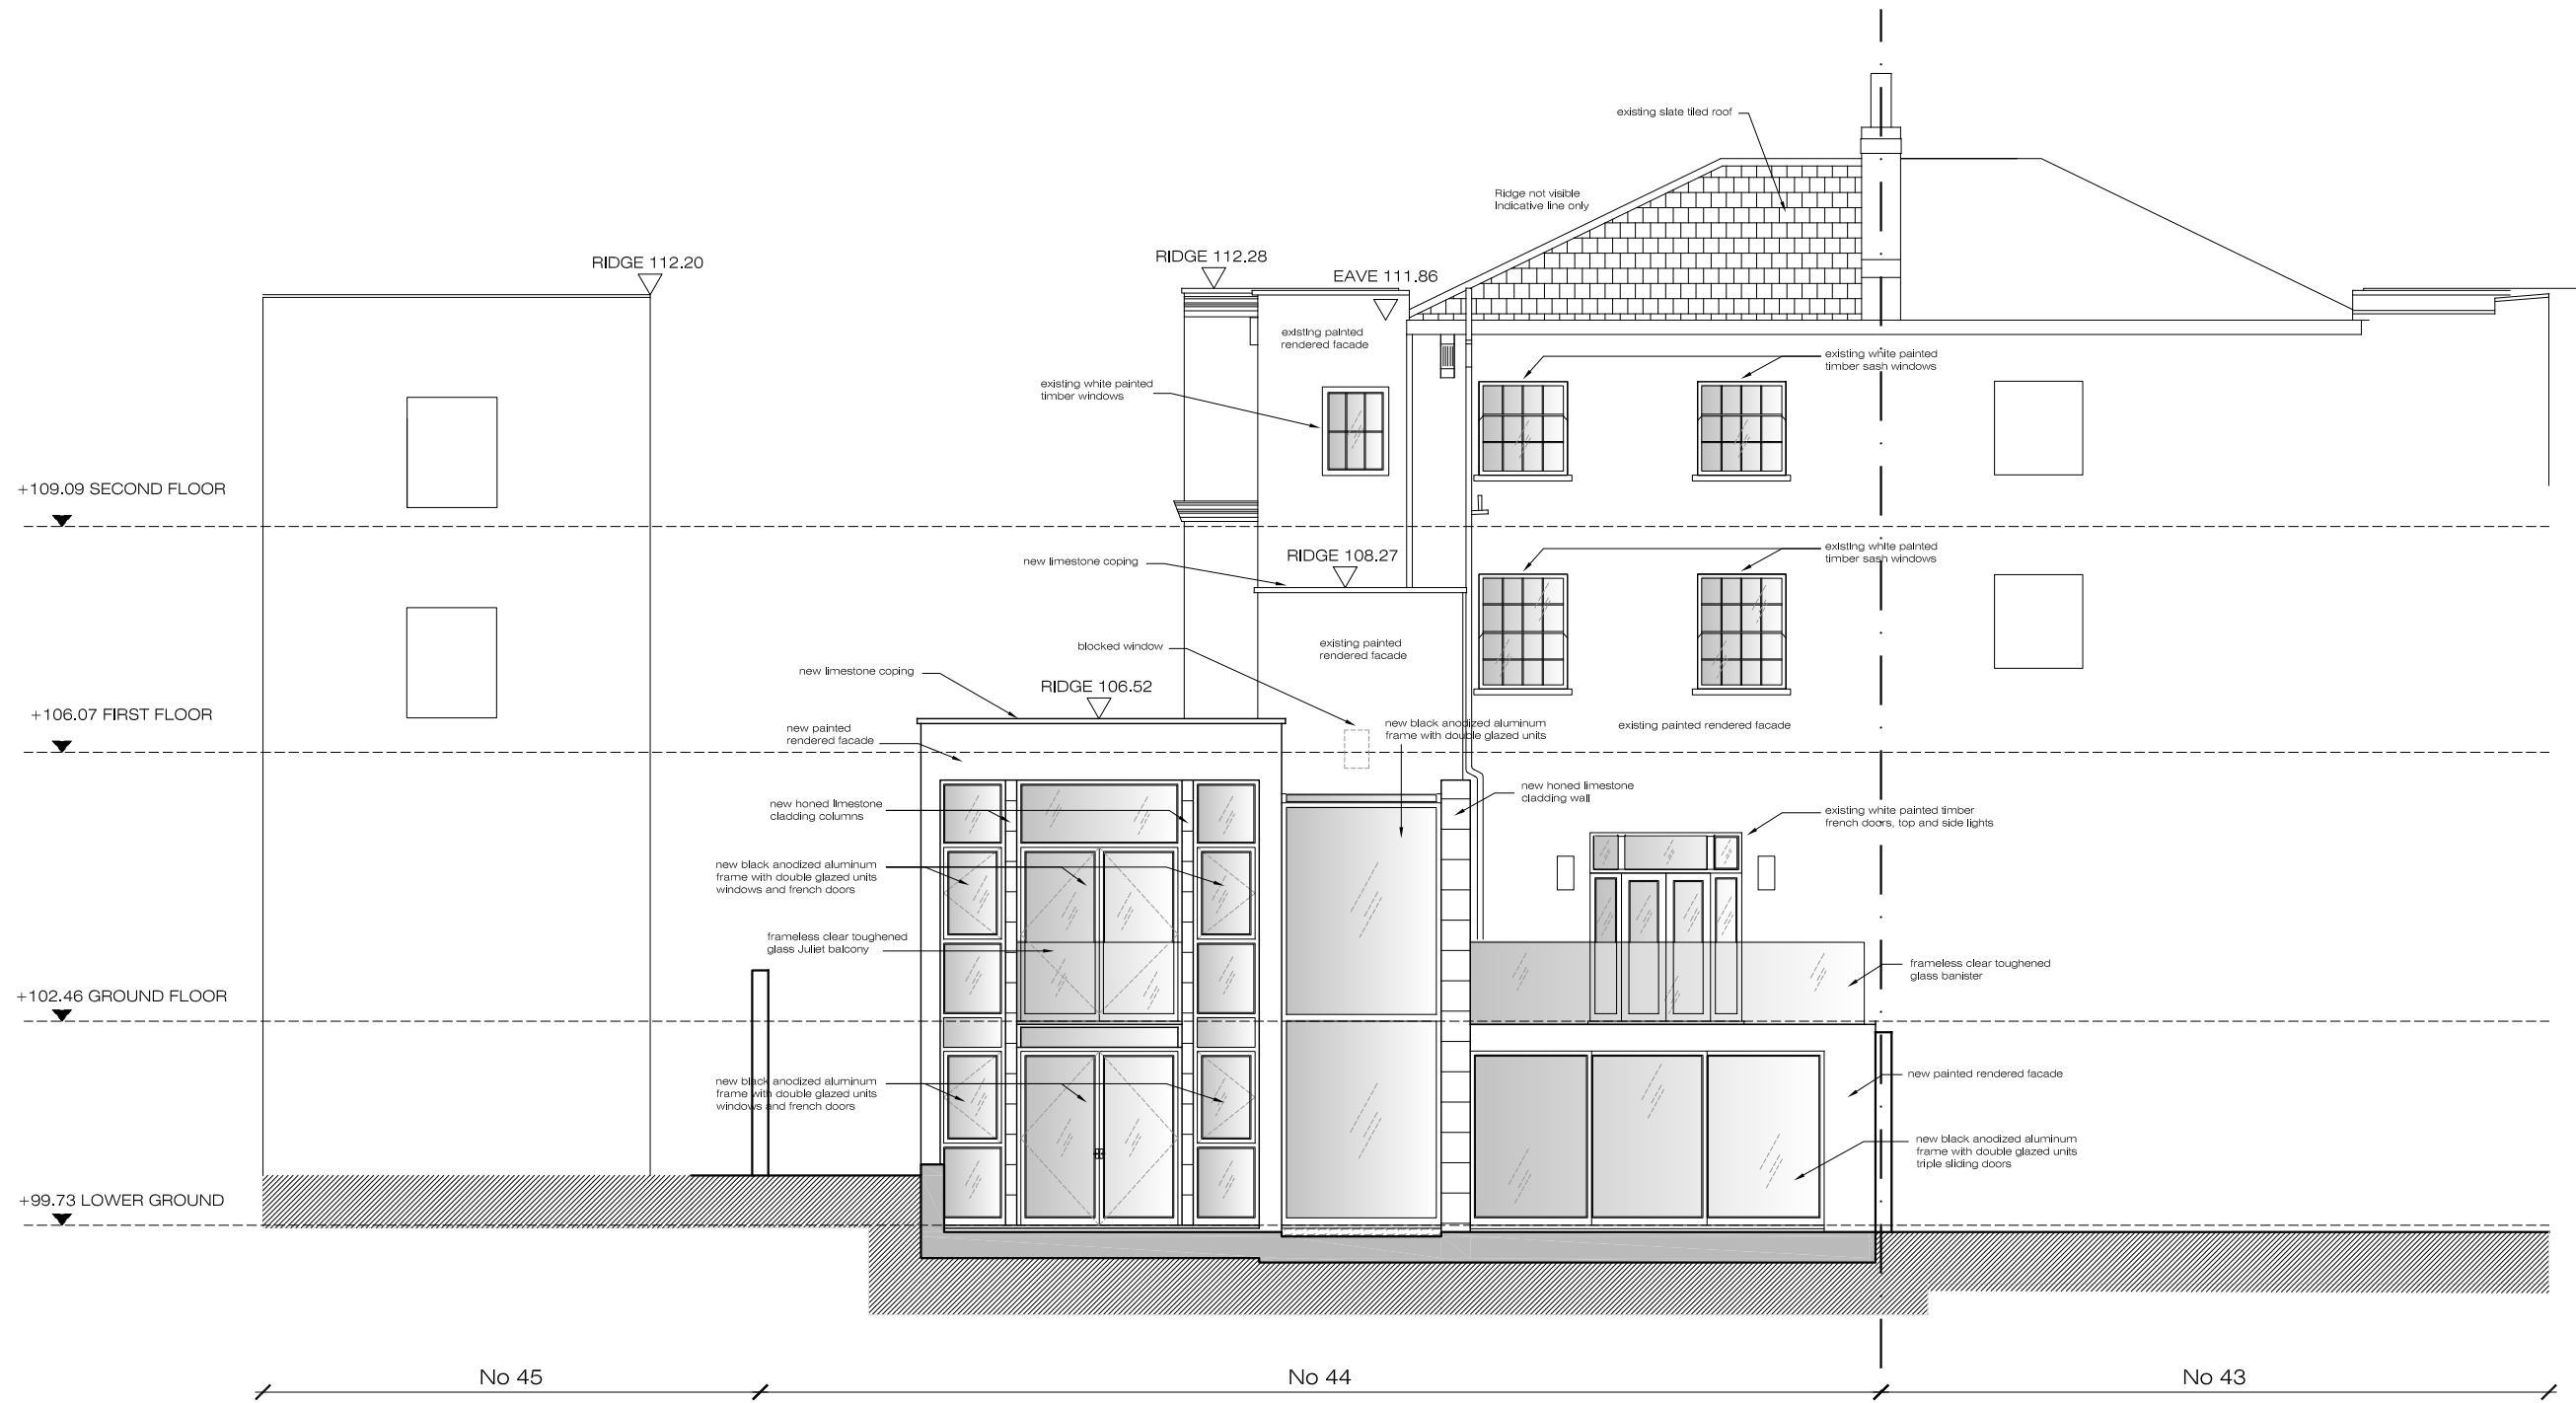 existing slate tiled roof
Ridge not visible
Indicative line only
RIDGE 112.20
RIDGE 112.28
EAVE 111.86
existing painted
rendered facade
existing white painted
timber windows
existing white painted
timber sash windows
+109.09 SECOND FLOOR
new limestone coping
RIDGE 108.27
existing white painted
timber sash windows
blocked window
existing painted
rendered facade
new limestone coping
RIDGE 106.52
+106.07 FIRST FLOOR
new painted
rendered facade
new black anodized aluminum
frame with double glazed units
existing painted rendered facade
new honed limestone
cladding columns
new honed limestone
cladding wall
existing white painted timber
french doors, top and side lights
new black anodized aluminum
frame with double glazed units
windows and french doors
frameless clear toughened
glass Juliet balcony
frameless clear toughened
glass banister
+102.46 GROUND FLOOR
new black anodized aluminum
frame with double glazed units
windows and french doors
new painted rendered facade
new black anodized aluminum
frame with double glazed units
triple sliding doors
+99.73 LOWER GROUND
No 45
No 44
No 43